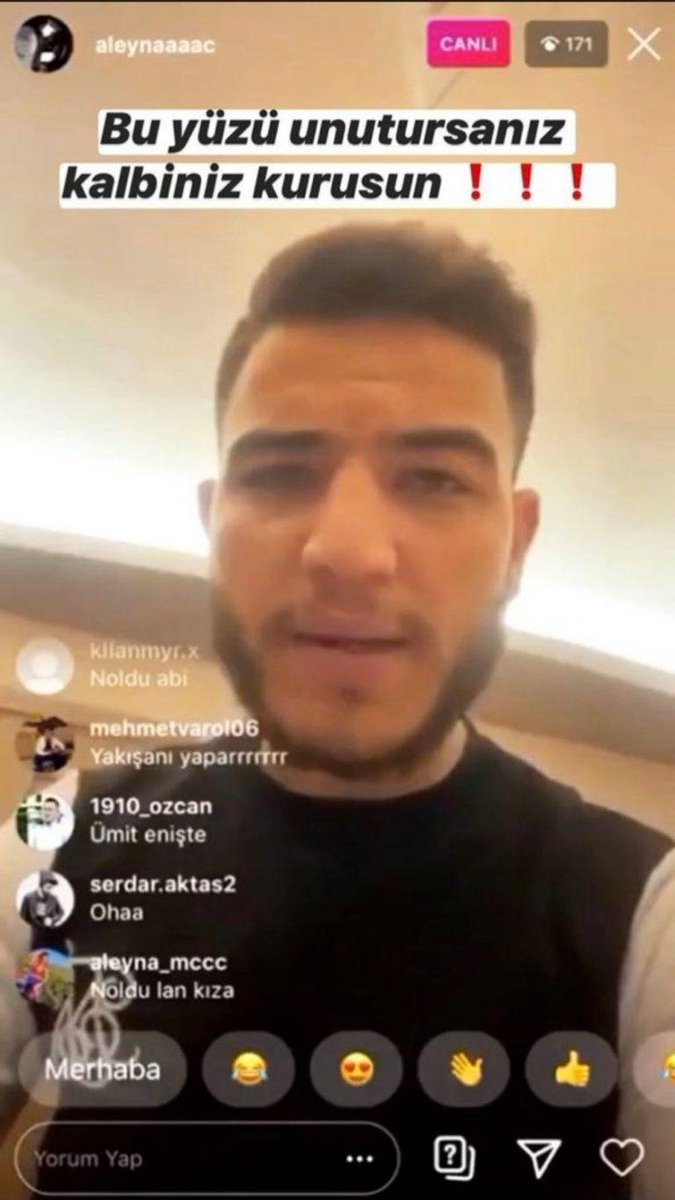 aleynaaaac
CANLI
171
Bu yüzü unutursanız
kalbiniz kurusun❗❗❗
kilanmyr.x
Noldu abi
mehmetvarol06
Yakışanı yaparrrrrrr
1910_ozcan
Ümit enişte
serdar.aktas2
Ohaa
aleyna_mccc
Noldu lan kıza
Merhaba
Yorum Yap